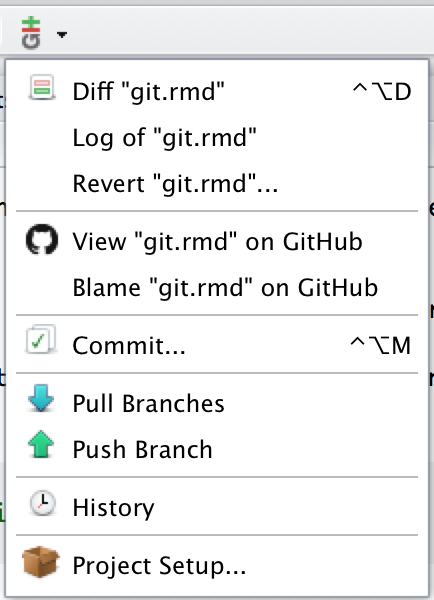 Diff "git.rmd" ^⌥D
Log of "git.rmd"
Revert "git.rmd"...
View "git.rmd" on GitHub
Blame "git.rmd" on GitHub
Commit... ^⌥M
Pull Branches
Push Branch
History
Project Setup...